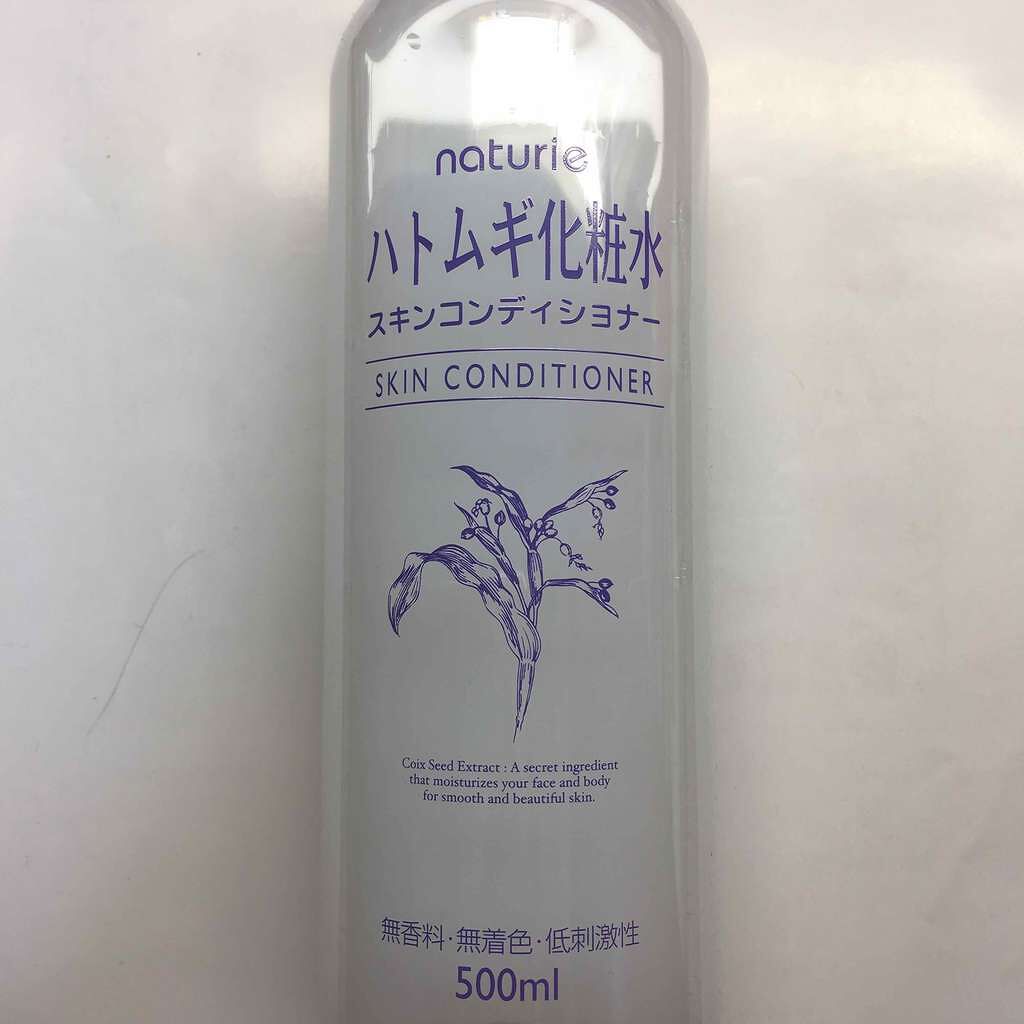 naturie
ハトムギ化粧水
スキンコンディショナー
SKIN CONDITIONER
Coix Seed Extract : A secret ingredient
that moisturizes your face and body
for smooth and beautiful skin.
無香料・無着色・低刺激性
500ml